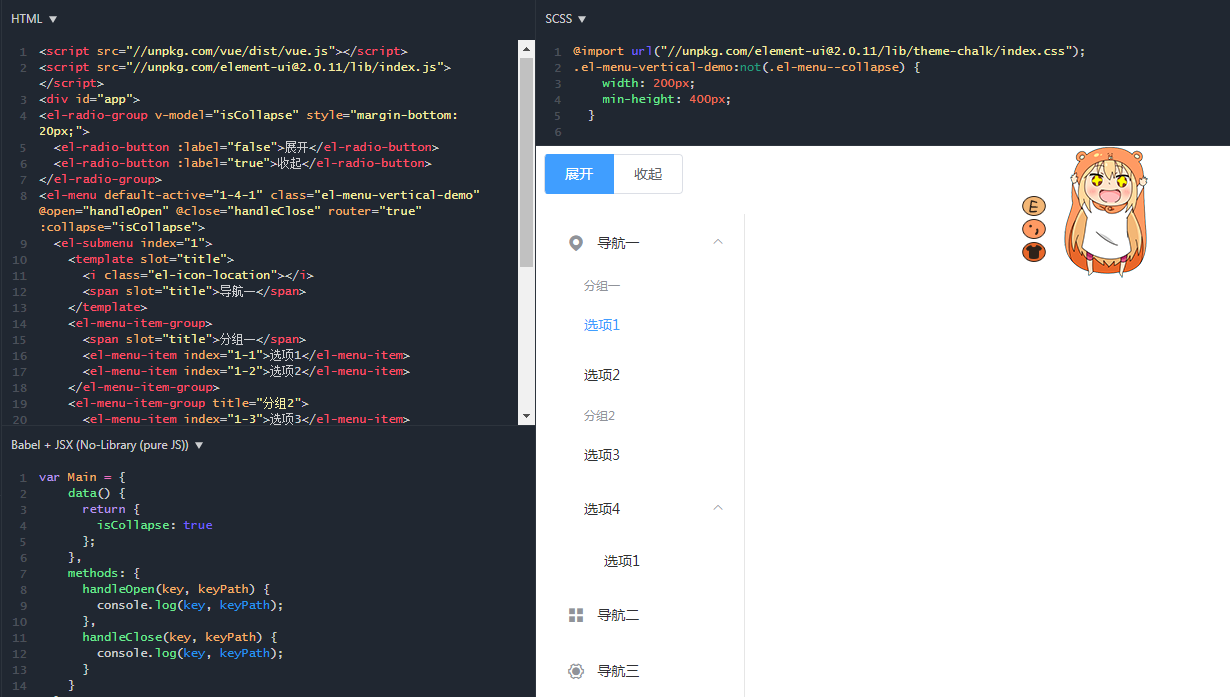 HTML ▼
1 <script src="//unpkg.com/vue/dist/vue.js"></script>
2 <script src="//unpkg.com/element-ui@2.0.11/lib/index.js">
</script>
3 <div id="app">
4 <el-radio-group v-model="isCollapse" style="margin-bottom:
20px;">
5 <el-radio-button :label="false">展开</el-radio-button>
6 <el-radio-button :label="true">收起</el-radio-button>
7 </el-radio-group>
8 <el-menu default-active="1-4-1" class="el-menu-vertical-demo"
@open="handleOpen" @close="handleClose" router="true"
:collapse="isCollapse">
9 <el-submenu index="1">
10 <template slot="title">
11 <i class="el-icon-location"></i>
12 <span slot="title">导航一</span>
13 </template>
14 <el-menu-item-group>
15 <span slot="title">分组一</span>
16 <el-menu-item index="1-1">选项1</el-menu-item>
17 <el-menu-item index="1-2">选项2</el-menu-item>
18 </el-menu-item-group>
19 <el-menu-item-group title="分组2">
20 <el-menu-item index="1-3">选项3</el-menu-item>
Babel + JSX (No-Library (pure JS)) ▼
1 var Main = {
2 data() {
3 return {
4 isCollapse: true
5 };
6 },
7 methods: {
8 handleOpen(key, keyPath) {
9 console.log(key, keyPath);
10 },
11 handleClose(key, keyPath) {
12 console.log(key, keyPath);
13 }
14 }
SCSS ▼
1 @import url("//unpkg.com/element-ui@2.0.11/lib/theme-chalk/index.css");
2 .el-menu-vertical-demo:not(.el-menu--collapse) {
3 width: 200px;
4 min-height: 400px;
5 }
6
展开 收起
导航一
分组一
选项1
选项2
分组2
选项3
选项4
选项1
导航二
导航三
E